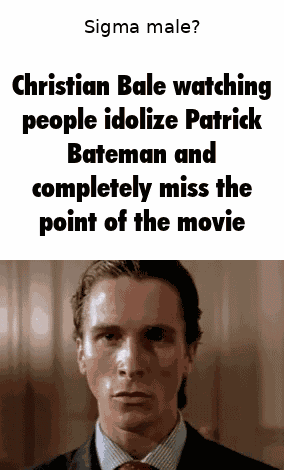 Sigma male?
Christian Bale watching
people idolize Patrick
Bateman and
completely miss the
point of the movie